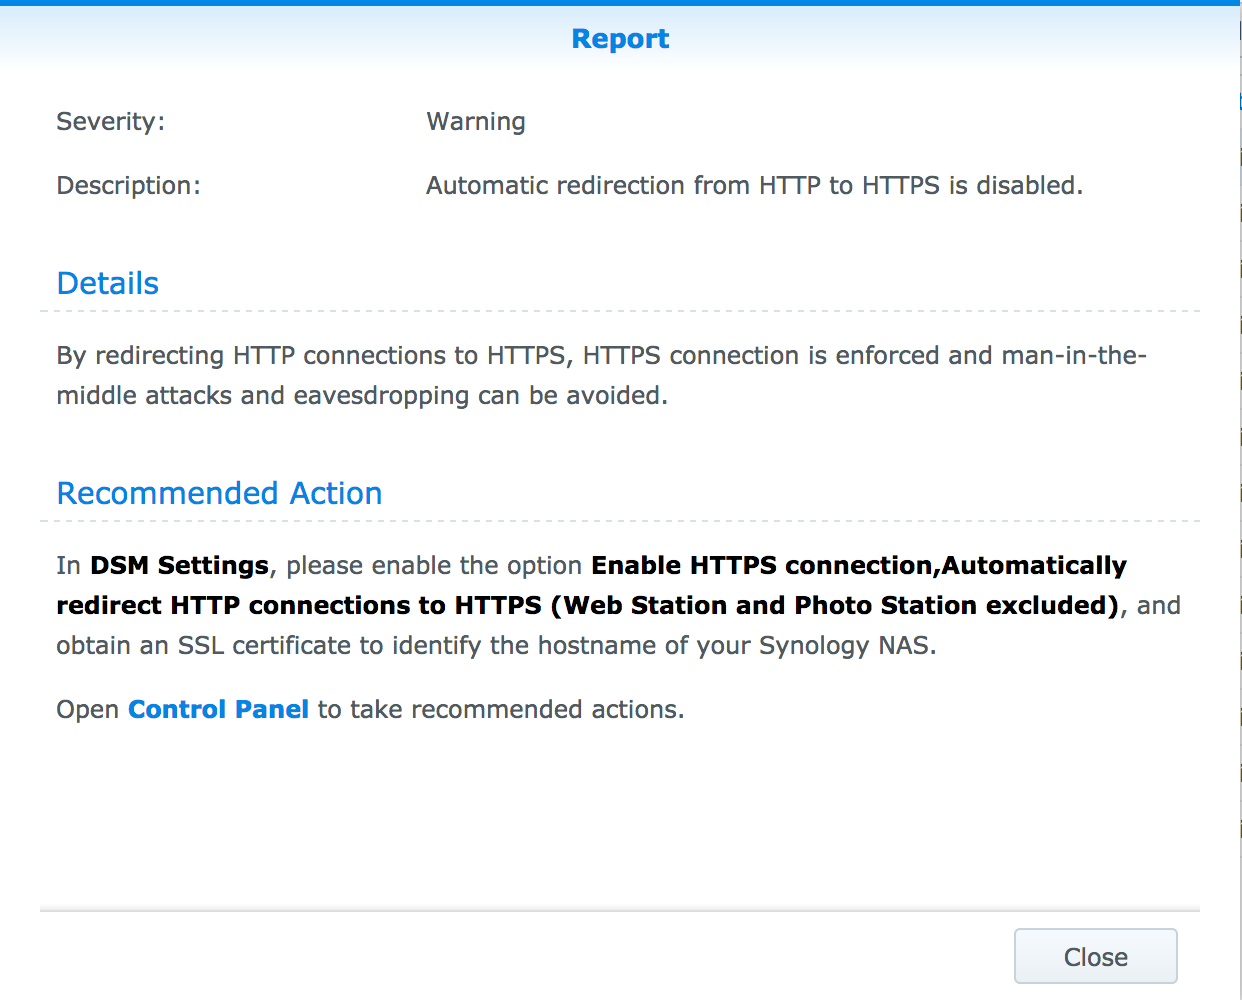 Report
Severity: Warning
Description: Automatic redirection from HTTP to HTTPS is disabled.
Details
By redirecting HTTP connections to HTTPS, HTTPS connection is enforced and man-in-the-
middle attacks and eavesdropping can be avoided.
Recommended Action
In DSM Settings, please enable the option Enable HTTPS connection,Automatically
redirect HTTP connections to HTTPS (Web Station and Photo Station excluded), and
obtain an SSL certificate to identify the hostname of your Synology NAS.
Open Control Panel to take recommended actions.
Close